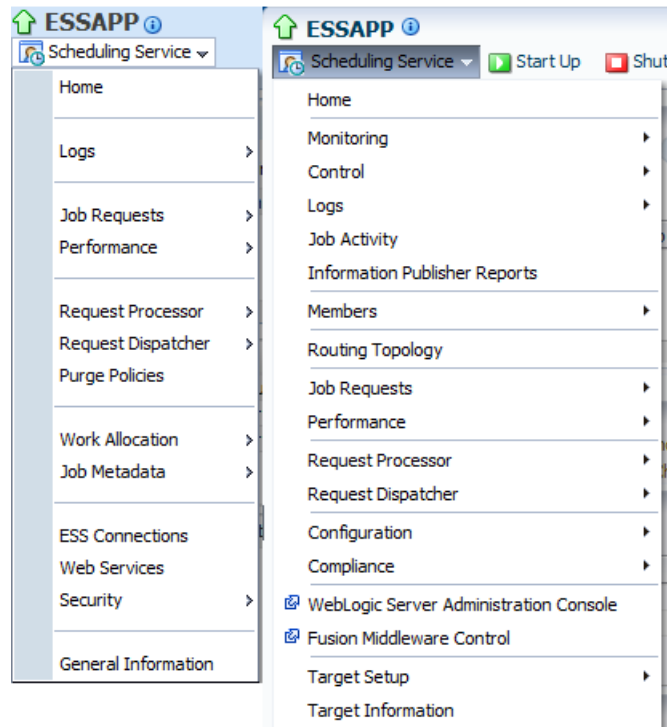 ESSAPP
Scheduling Service
Home
Logs
Job Requests
Performance
Request Processor
Request Dispatcher
Purge Policies
Work Allocation
Job Metadata
ESS Connections
Web Services
Security
General Information
ESSAPP
Scheduling Service Start Up Shut
Home
Monitoring
Control
Logs
Job Activity
Information Publisher Reports
Members
Routing Topology
Job Requests
Performance
Request Processor
Request Dispatcher
Configuration
Compliance
WebLogic Server Administration Console
Fusion Middleware Control
Target Setup
Target Information